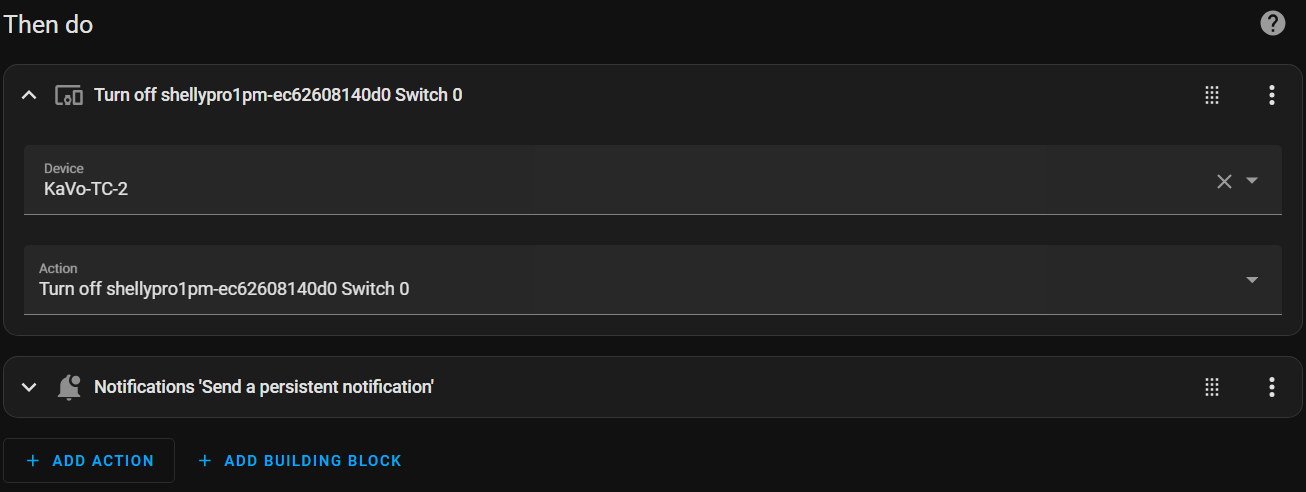 Then do
Turn off shellypro1pm-ec62608140d0 Switch 0
Device
KaVo-TC-2
Action
Turn off shellypro1pm-ec62608140d0 Switch 0
Notifications 'Send a persistent notification'
+ ADD ACTION + ADD BUILDING BLOCK